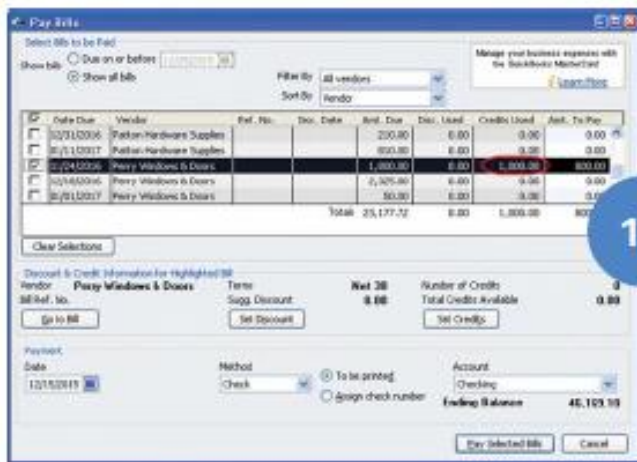 Pay Bills
Select Bills to be Paid
Show bills Due on or before
Show all bills
Filter By All vendors
Sort By Vendor
Manage your business expenses with
the QuickBooks MasterCard
Learn More
Date Due Vendor Ref. No. Disc. Date Amt. Due Disc. Used Credits Used Amt. To Pay
12/31/2016 Patton Hardware Supplies 210.00 0.00 0.00 0.00
01/11/2017 Patton Hardware Supplies 810.00 0.00 0.00 0.00
11/24/2016 Perry Windows & Doors 0.00 1,000.00 800.00
12/18/2016 Perry Windows & Doors 2,325.00 0.00 0.00 0.00
01/01/2017 Perry Windows & Doors 50.00 0.00 0.00 0.00
Totals 25,177.72 0.00 1,000.00
Clear Selections
1
Discount & Credit Information for Highlighted Bill
Vendor Perry Windows & Doors Terms Net 30 Number of Credits 0
Bill Ref. No. Sugg. Discount 0.00 Total Credits Available 0.00
Go to Bill Set Discount Set Credits
Payment
Date Method Account
12/15/2015 Check To be printed Checking
Assign check number Ending Balance
Pay Selected Bills Cancel